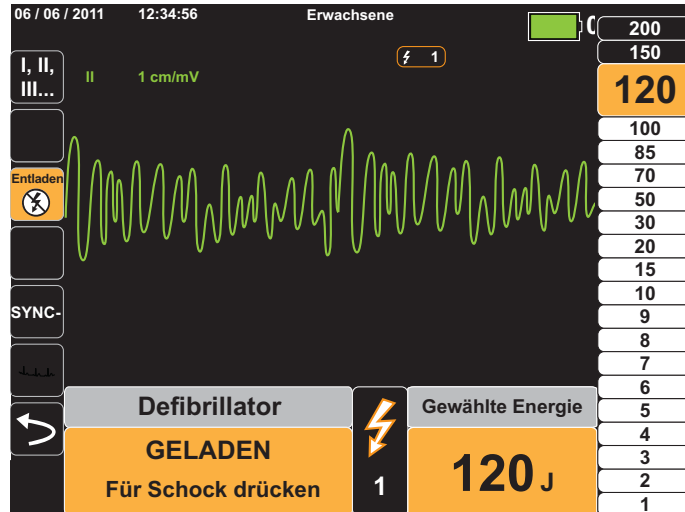 06 / 06 / 2011 12:34:56 Erwachsene
I, II,
III...
II 1 cm/mV
1
Entladen
SYNC-
Defibrillator
GELADEN
Für Schock drücken
1
Gewählte Energie
120 J
200
150
120
100
85
70
50
30
20
15
10
9
8
7
6
5
4
3
2
1